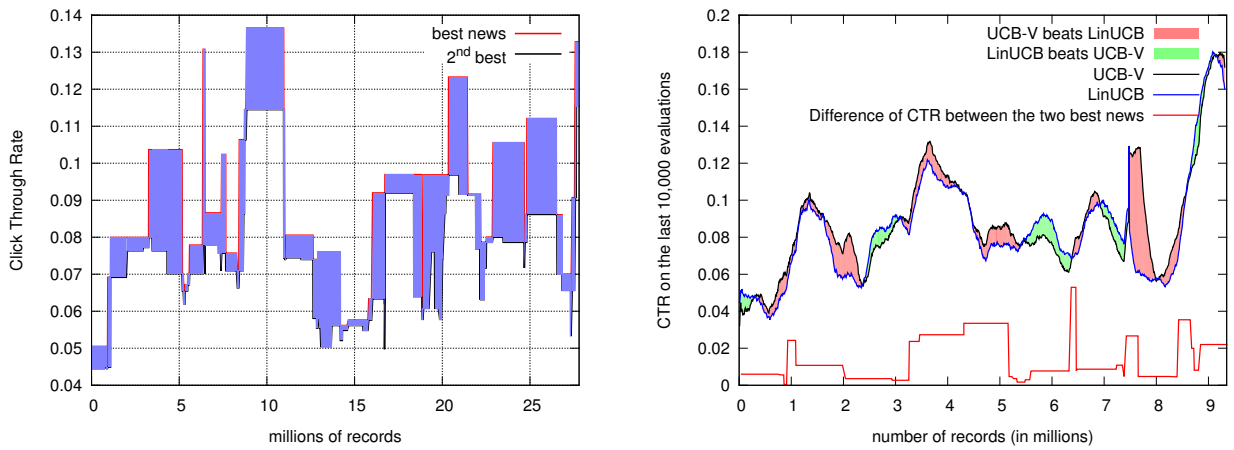 0.14
0.13
0.12
0.11
0.1
0.09
0.08
0.07
0.06
0.05
0.04
Click Through Rate
best news
2nd best
0 5 10 15 20 25
millions of records
0.2
0.18
0.16
0.14
0.12
0.1
0.08
0.06
0.04
0.02
0
CTR on the last 10,000 evaluations
UCB-V beats LinUCB
LinUCB beats UCB-V
UCB-V
LinUCB
Difference of CTR between the two best news
0 1 2 3 4 5 6 7 8 9
number of records (in millions)